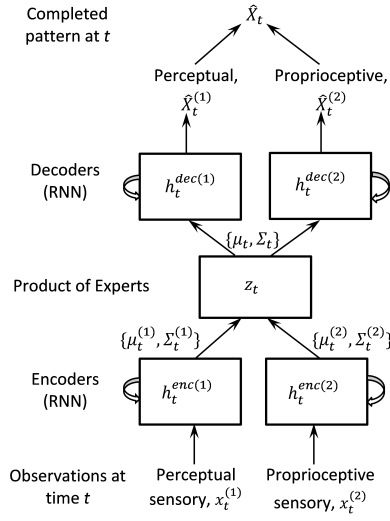 Completed
pattern at t
X̂_t
Perceptual,
Proprioceptive,
X̂_t^(1)
X̂_t^(2)
Decoders
(RNN)
h_t^dec(1)
h_t^dec(2)
{μ_t, Σ_t}
Product of Experts
z_t
{μ_t^(1), Σ_t^(1)}
{μ_t^(2), Σ_t^(2)}
Encoders
(RNN)
h_t^enc(1)
h_t^enc(2)
Observations at
time t
Perceptual
sensory, x_t^(1)
Proprioceptive
sensory, x_t^(2)